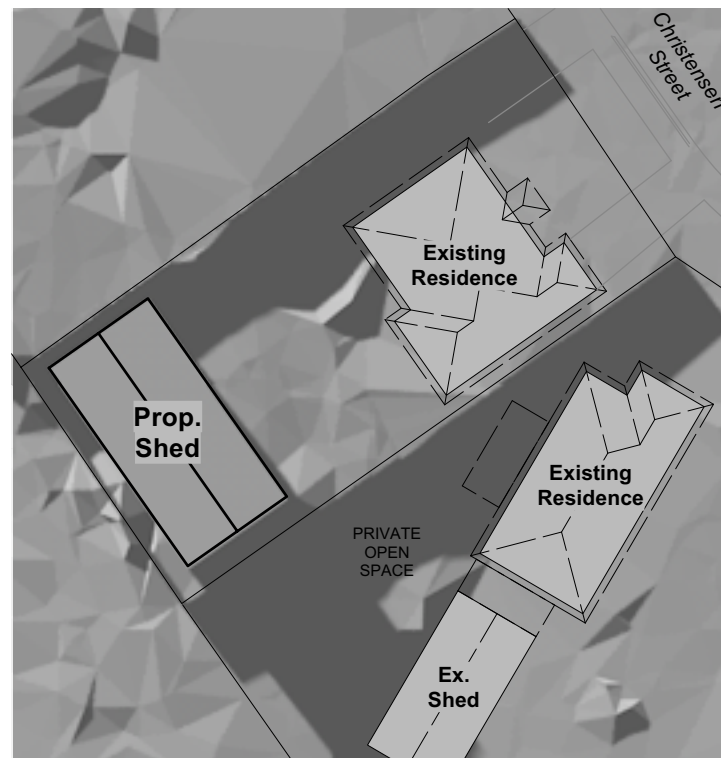 Christensen
Street
Existing
Residence
Prop.
Shed
Existing
Residence
PRIVATE
OPEN
SPACE
Ex.
Shed